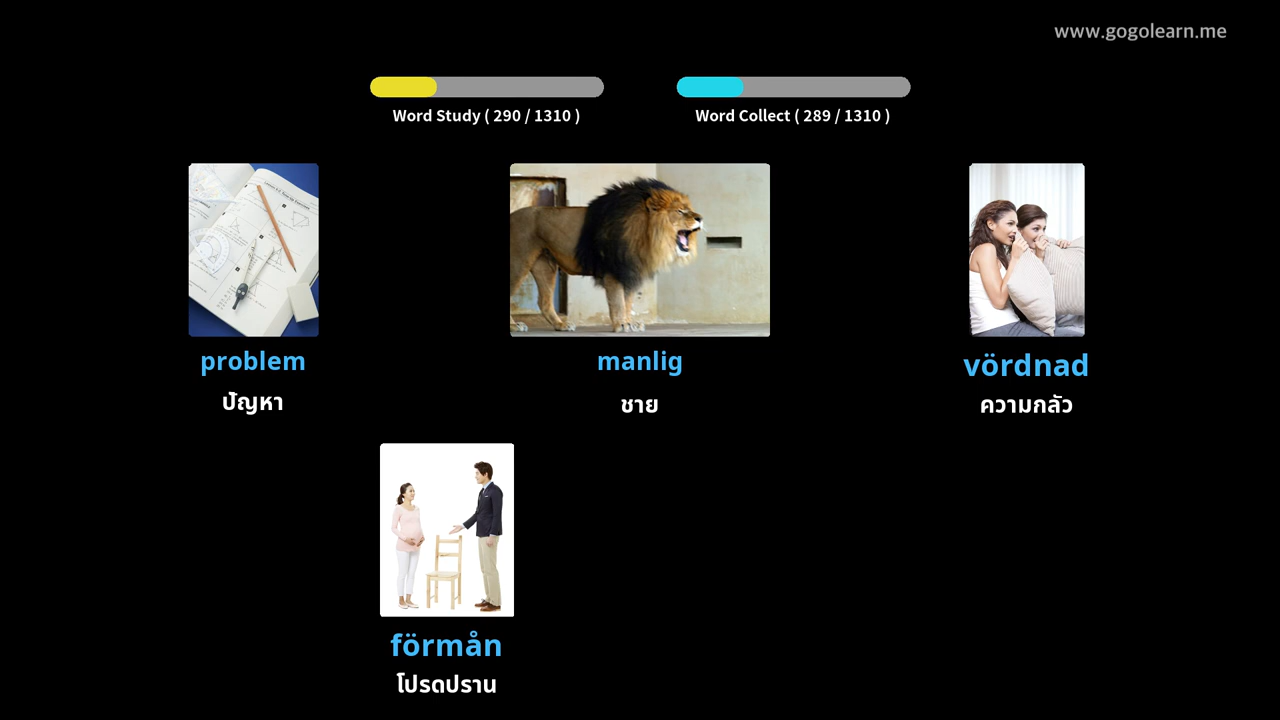 www.gogolearn.me
Word Study ( 290 / 1310 )
Word Collect ( 289 / 1310 )
problem
manlig
vördnad
ปัญหา
ชาย
ความกลัว
förmån
โปรดปราน